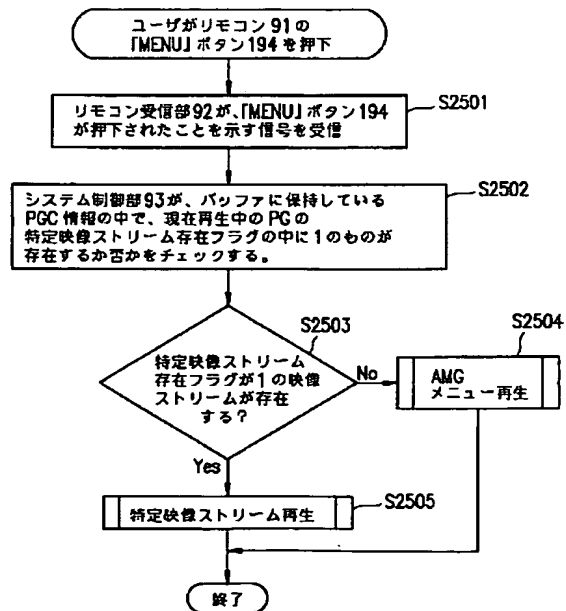 ユーザがリモコン91の
「MENU」ボタン194を押下
S2501
リモコン受信部92が、「MENU」ボタン194
が押下されたことを示す信号を受信
S2502
システム制御部93が、バッファに保持している
PGC情報の中で、現在再生中のPGの
特定映像ストリーム存在フラグの中に1のものが
存在するか否かをチェックする。
S2503
特定映像ストリーム
存在フラグが1の映像
ストリームが存在
する?
No
S2504
AMG
メニュー再生
Yes
S2505
特定映像ストリーム再生
終了